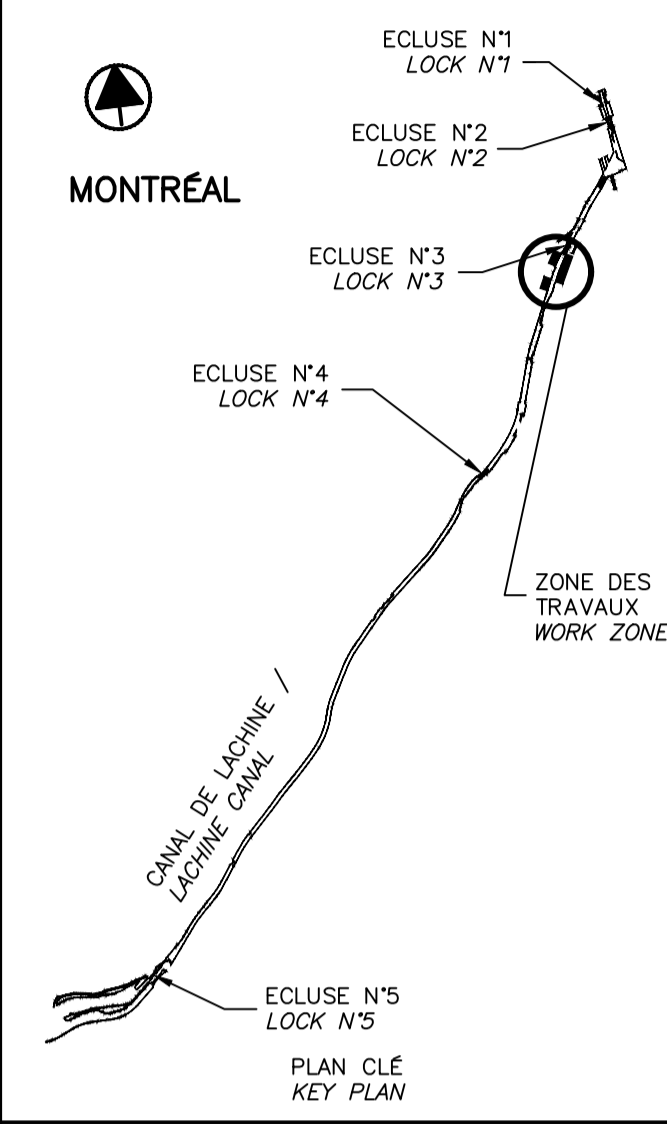 ECLUSE N°1
LOCK N°1
ECLUSE N°2
LOCK N°2
MONTRÉAL
ECLUSE N°3
LOCK N°3
ECLUSE N°4
LOCK N°4
ZONE DES
TRAVAUX
WORK ZONE
CANAL DE LACHINE /
LACHINE CANAL
ECLUSE N°5
LOCK N°5
PLAN CLÉ
KEY PLAN